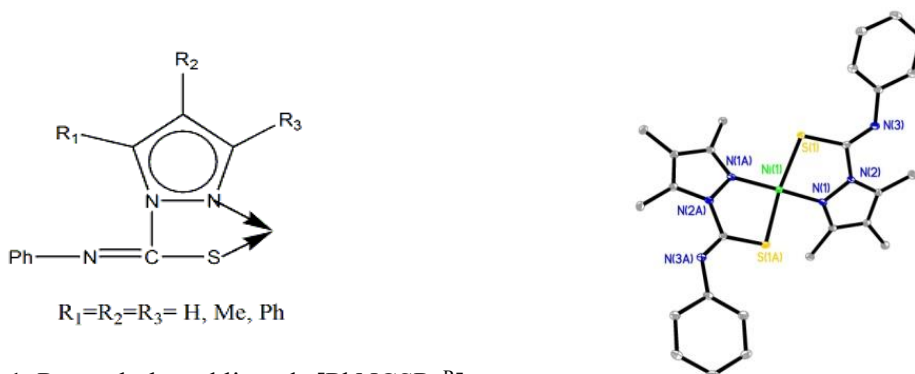 R2
R1
R3
N N
Ph N C S
R1=R2=R3= H, Me, Ph
N(3)
S(1)
N(1A)
Ni(1)
N(2)
N(1)
N(2A)
S(1A)
N(3A)